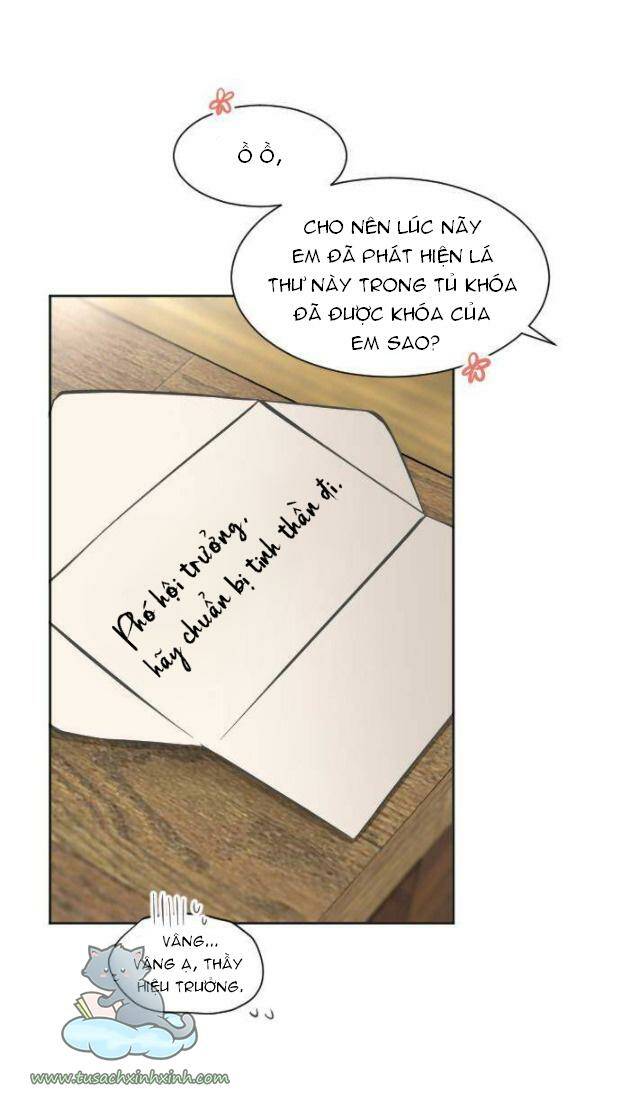 Ồ Ồ,
CHO NÊN LÚC NÃY
EM ĐÃ PHÁT HIỆN LÁ
THƯ NÀY TRONG TỦ KHÓA
ĐÃ ĐƯỢC KHÓA CỦA
EM SAO?
Phó hội trưởng,
hãy chuẩn bị tinh thần đi.
VÂNG...
VÂNG Ạ, THẦY
HIỆU TRƯỞNG.
www.tusachxinhxinh.com